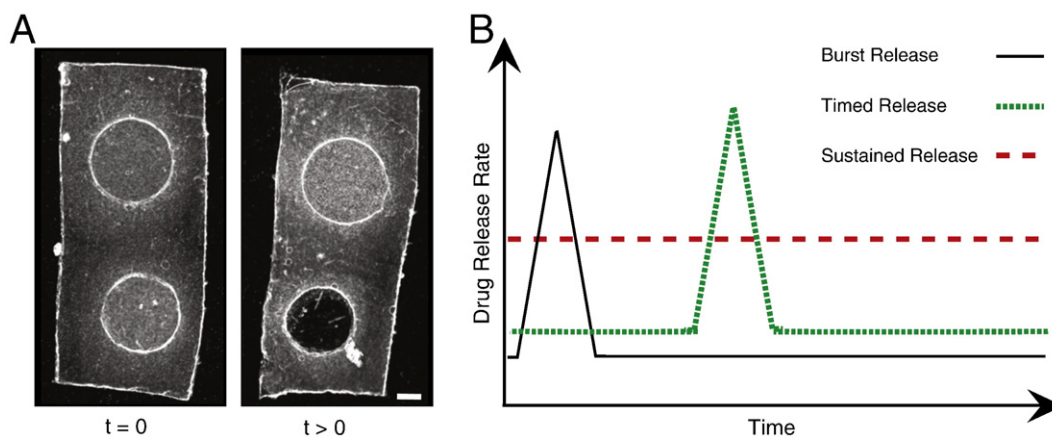 A
t = 0
t > 0
B
Burst Release
Timed Release
Sustained Release
Drug Release Rate
Time